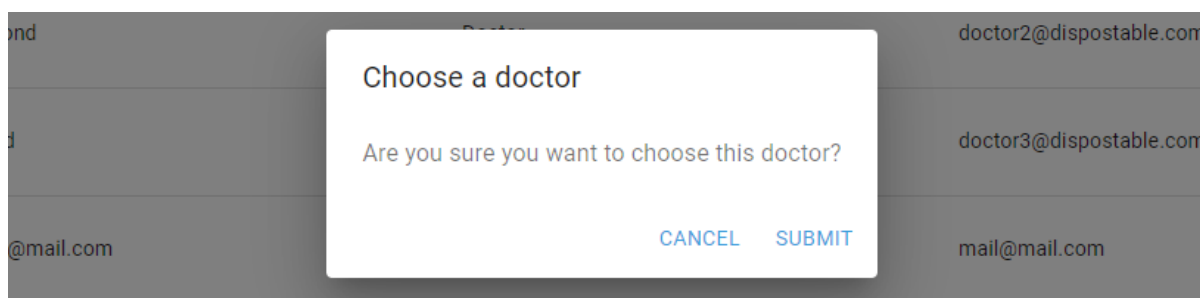 ond doctor2@dispostable.com
Choose a doctor
d doctor3@dispostable.com
Are you sure you want to choose this doctor?
CANCEL SUBMIT
@mail.com mail@mail.com